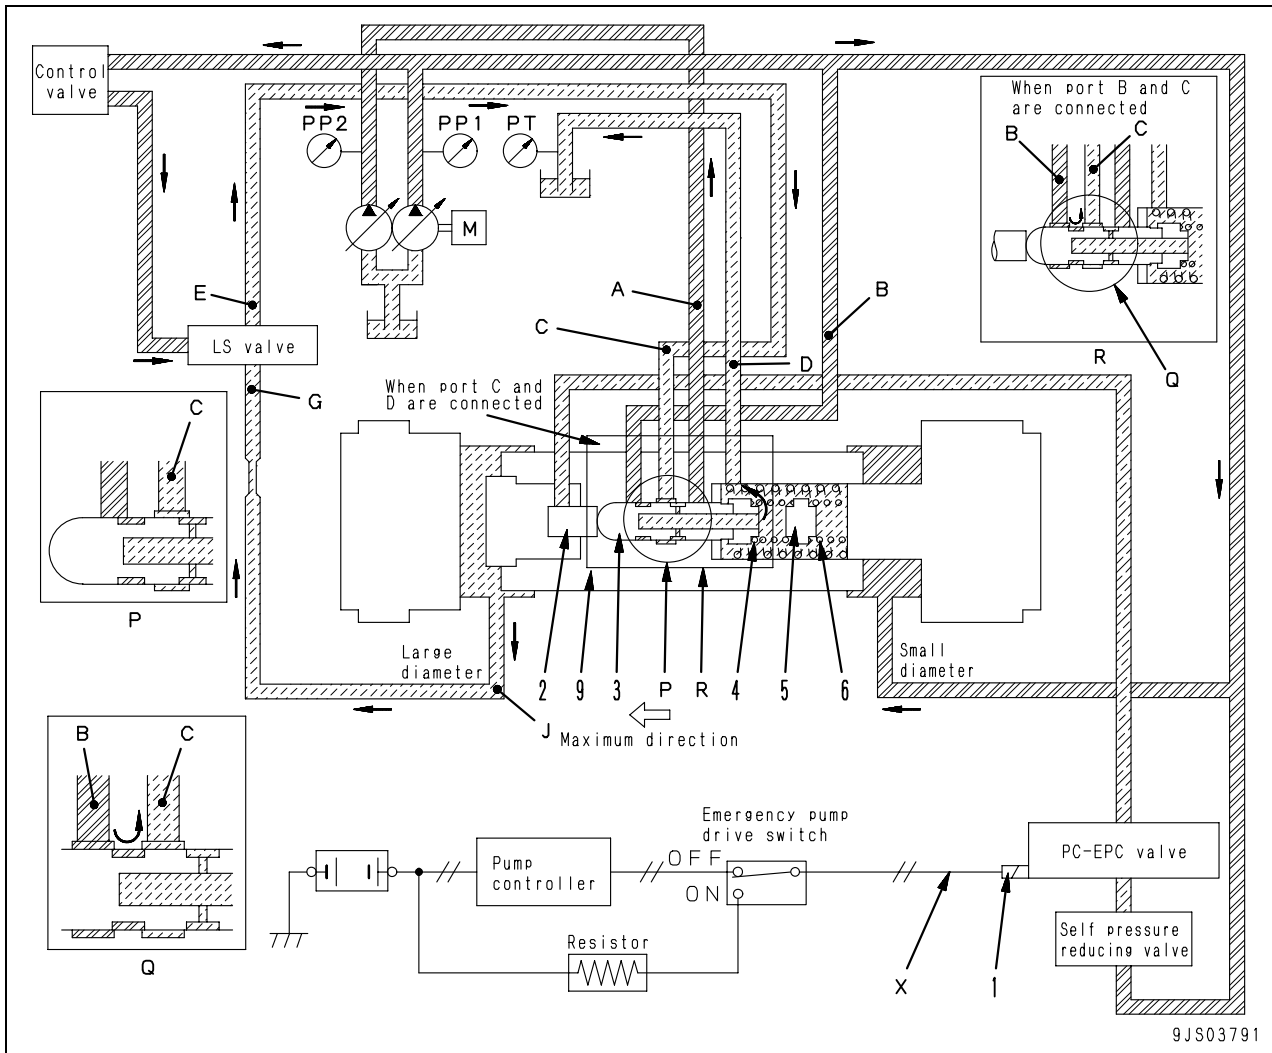 Control
valve
PP2
PP1
PT
M
When port B and C
are connected
B
C
Q
R
E
LS valve
G
A
B
C
D
When port C and
D are connected
C
P
Large
diameter
Small
diameter
2
9
3
P
R
4
5
6
J
Maximum direction
B
C
Q
Emergency pump
drive switch
OFF
ON
Pump
controller
Resistor
PC-EPC valve
Self pressure
reducing valve
X
1
9JS03791